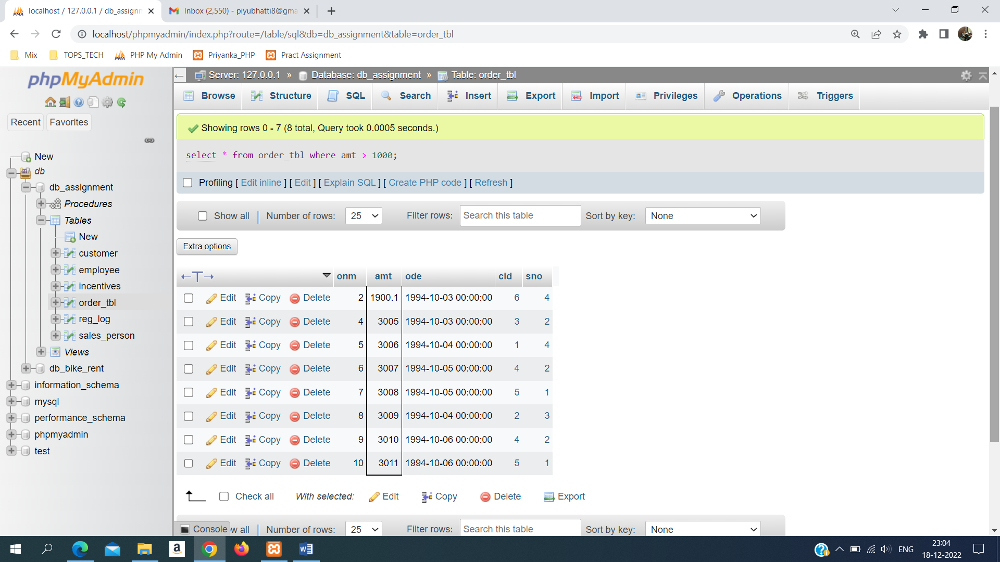 localhost / 127.0.0.1 / db_assignm
Inbox (2,550) - piyubhatti8@gma
localhost/phpmyadmin/index.php?route=/table/sql&db=db_assignment&table=order_tbl
Mix TOPS_TECH PHP My Admin Priyanka_PHP Pract Assignment
phpMyAdmin
Recent Favorites
New
db
db_assignment
Procedures
Tables
New
customer
employee
incentives
order_tbl
reg_log
sales_person
Views
db_bike_rent
information_schema
mysql
performance_schema
phpmyadmin
test
Server: 127.0.0.1 » Database: db_assignment » Table: order_tbl
Browse Structure SQL Search Insert Export Import Privileges Operations Triggers
Showing rows 0 - 7 (8 total, Query took 0.0005 seconds.)
select * from order_tbl where amt > 1000;
Profiling [ Edit inline ] [ Edit ] [ Explain SQL ] [ Create PHP code ] [ Refresh ]
Show all Number of rows: 25 Filter rows: Search this table Sort by key: None
Extra options
onm amt ode cid sno
Edit Copy Delete 2 1900.1 1994-10-03 00:00:00 6 4
Edit Copy Delete 4 3005 1994-10-03 00:00:00 3 2
Edit Copy Delete 5 3006 1994-10-04 00:00:00 1 4
Edit Copy Delete 6 3007 1994-10-05 00:00:00 4 2
Edit Copy Delete 7 3008 1994-10-05 00:00:00 5 1
Edit Copy Delete 8 3009 1994-10-04 00:00:00 2 3
Edit Copy Delete 9 3010 1994-10-06 00:00:00 4 2
Edit Copy Delete 10 3011 1994-10-06 00:00:00 5 1
Check all With selected: Edit Copy Delete Export
Console w all Number of rows: 25 Filter rows: Search this table Sort by key: None
ENG
23:04
18-12-2022